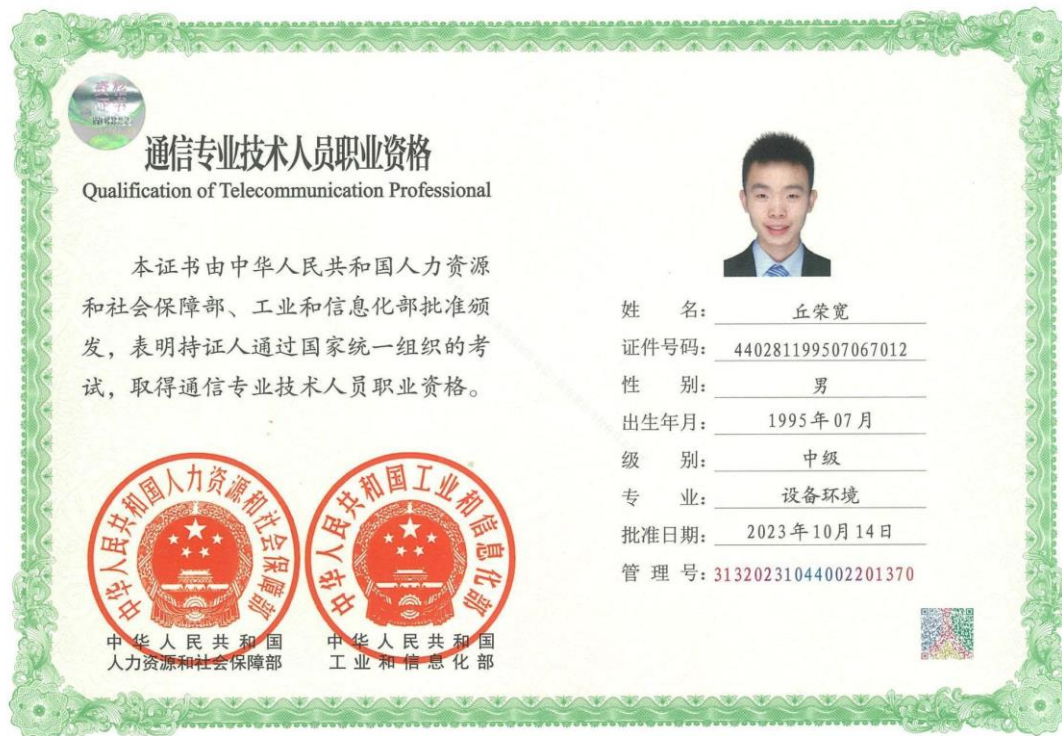 通信专业技术人员职业资格
Qualification of Telecommunication Professional
本证书由中华人民共和国人力资源
和社会保障部、工业和信息化部批准颁
发，表明持证人通过国家统一组织的考
试，取得通信专业技术人员职业资格。
中华人民共和国人力资源和社会保障部
中华人民共和国
人力资源和社会保障部
中华人民共和国工业和信息化部
中华人民共和国
工业和信息化部
姓 名：丘荣宽
证件号码：440281199507067012
性 别：男
出生年月：1995年07月
级 别：中级
专 业：设备环境
批准日期：2023年10月14日
管 理 号：31320231044002201370